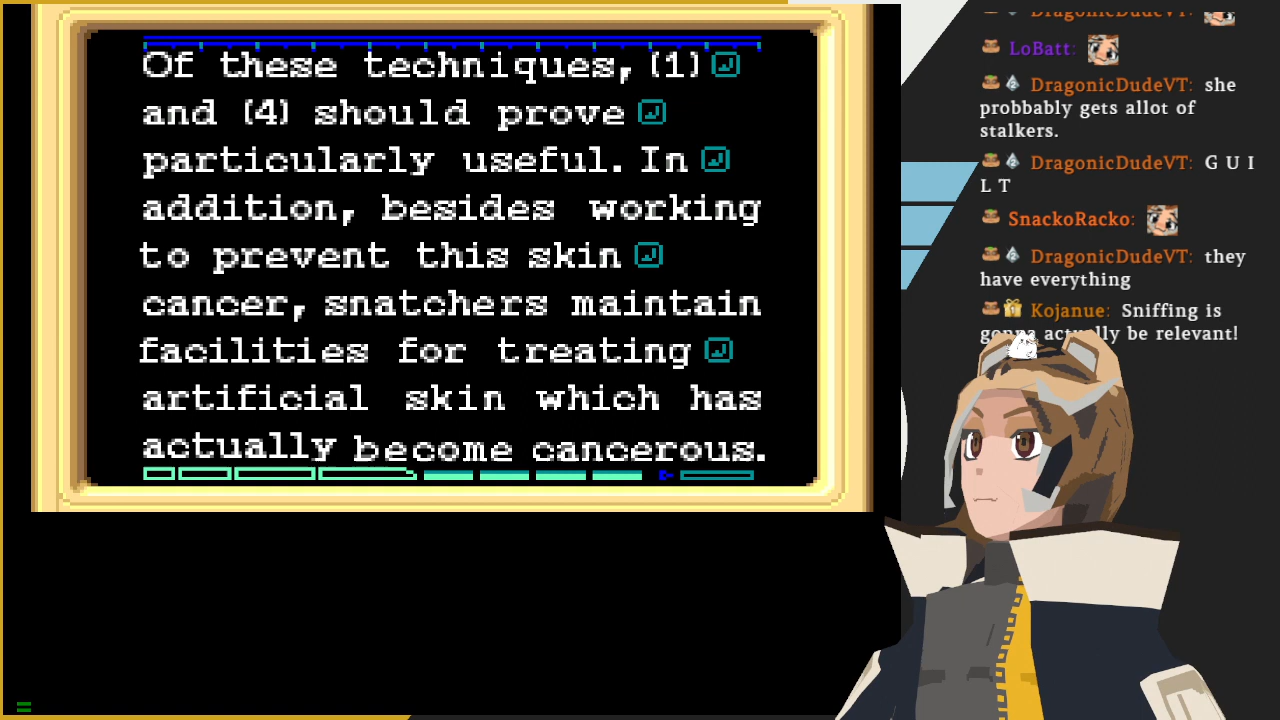 Of these techniques, (1)
and (4) should prove
particularly useful. In
addition, besides working
to prevent this skin
cancer, snatchers maintain
facilities for treating
artificial skin which has
actually become cancerous.
DragonicDudeVT:
LoBatt:
DragonicDudeVT: she
probbably gets allot of
stalkers.
DragonicDudeVT: G U I
L T
SnackoRacko:
DragonicDudeVT: they
have everything
Kojanue: Sniffing is
gonna actually be relevant!